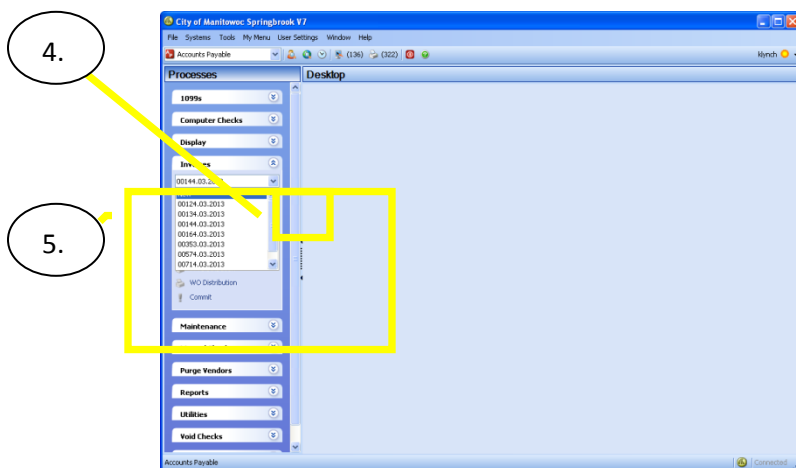 4.
5.
City of Manitowoc Springbrook V7
File Systems Tools My Menu User Settings Window Help
Accounts Payable (136) (322) klynch
Processes Desktop
1099s
Computer Checks
Display
00124.03.2013
00134.03.2013
00144.03.2013
00164.03.2013
00353.03.2013
00574.03.2013
00714.03.2013
WO Distribution
Commit
Maintenance
Purge Vendors
Reports
Utilities
Void Checks
Accounts Payable Connected